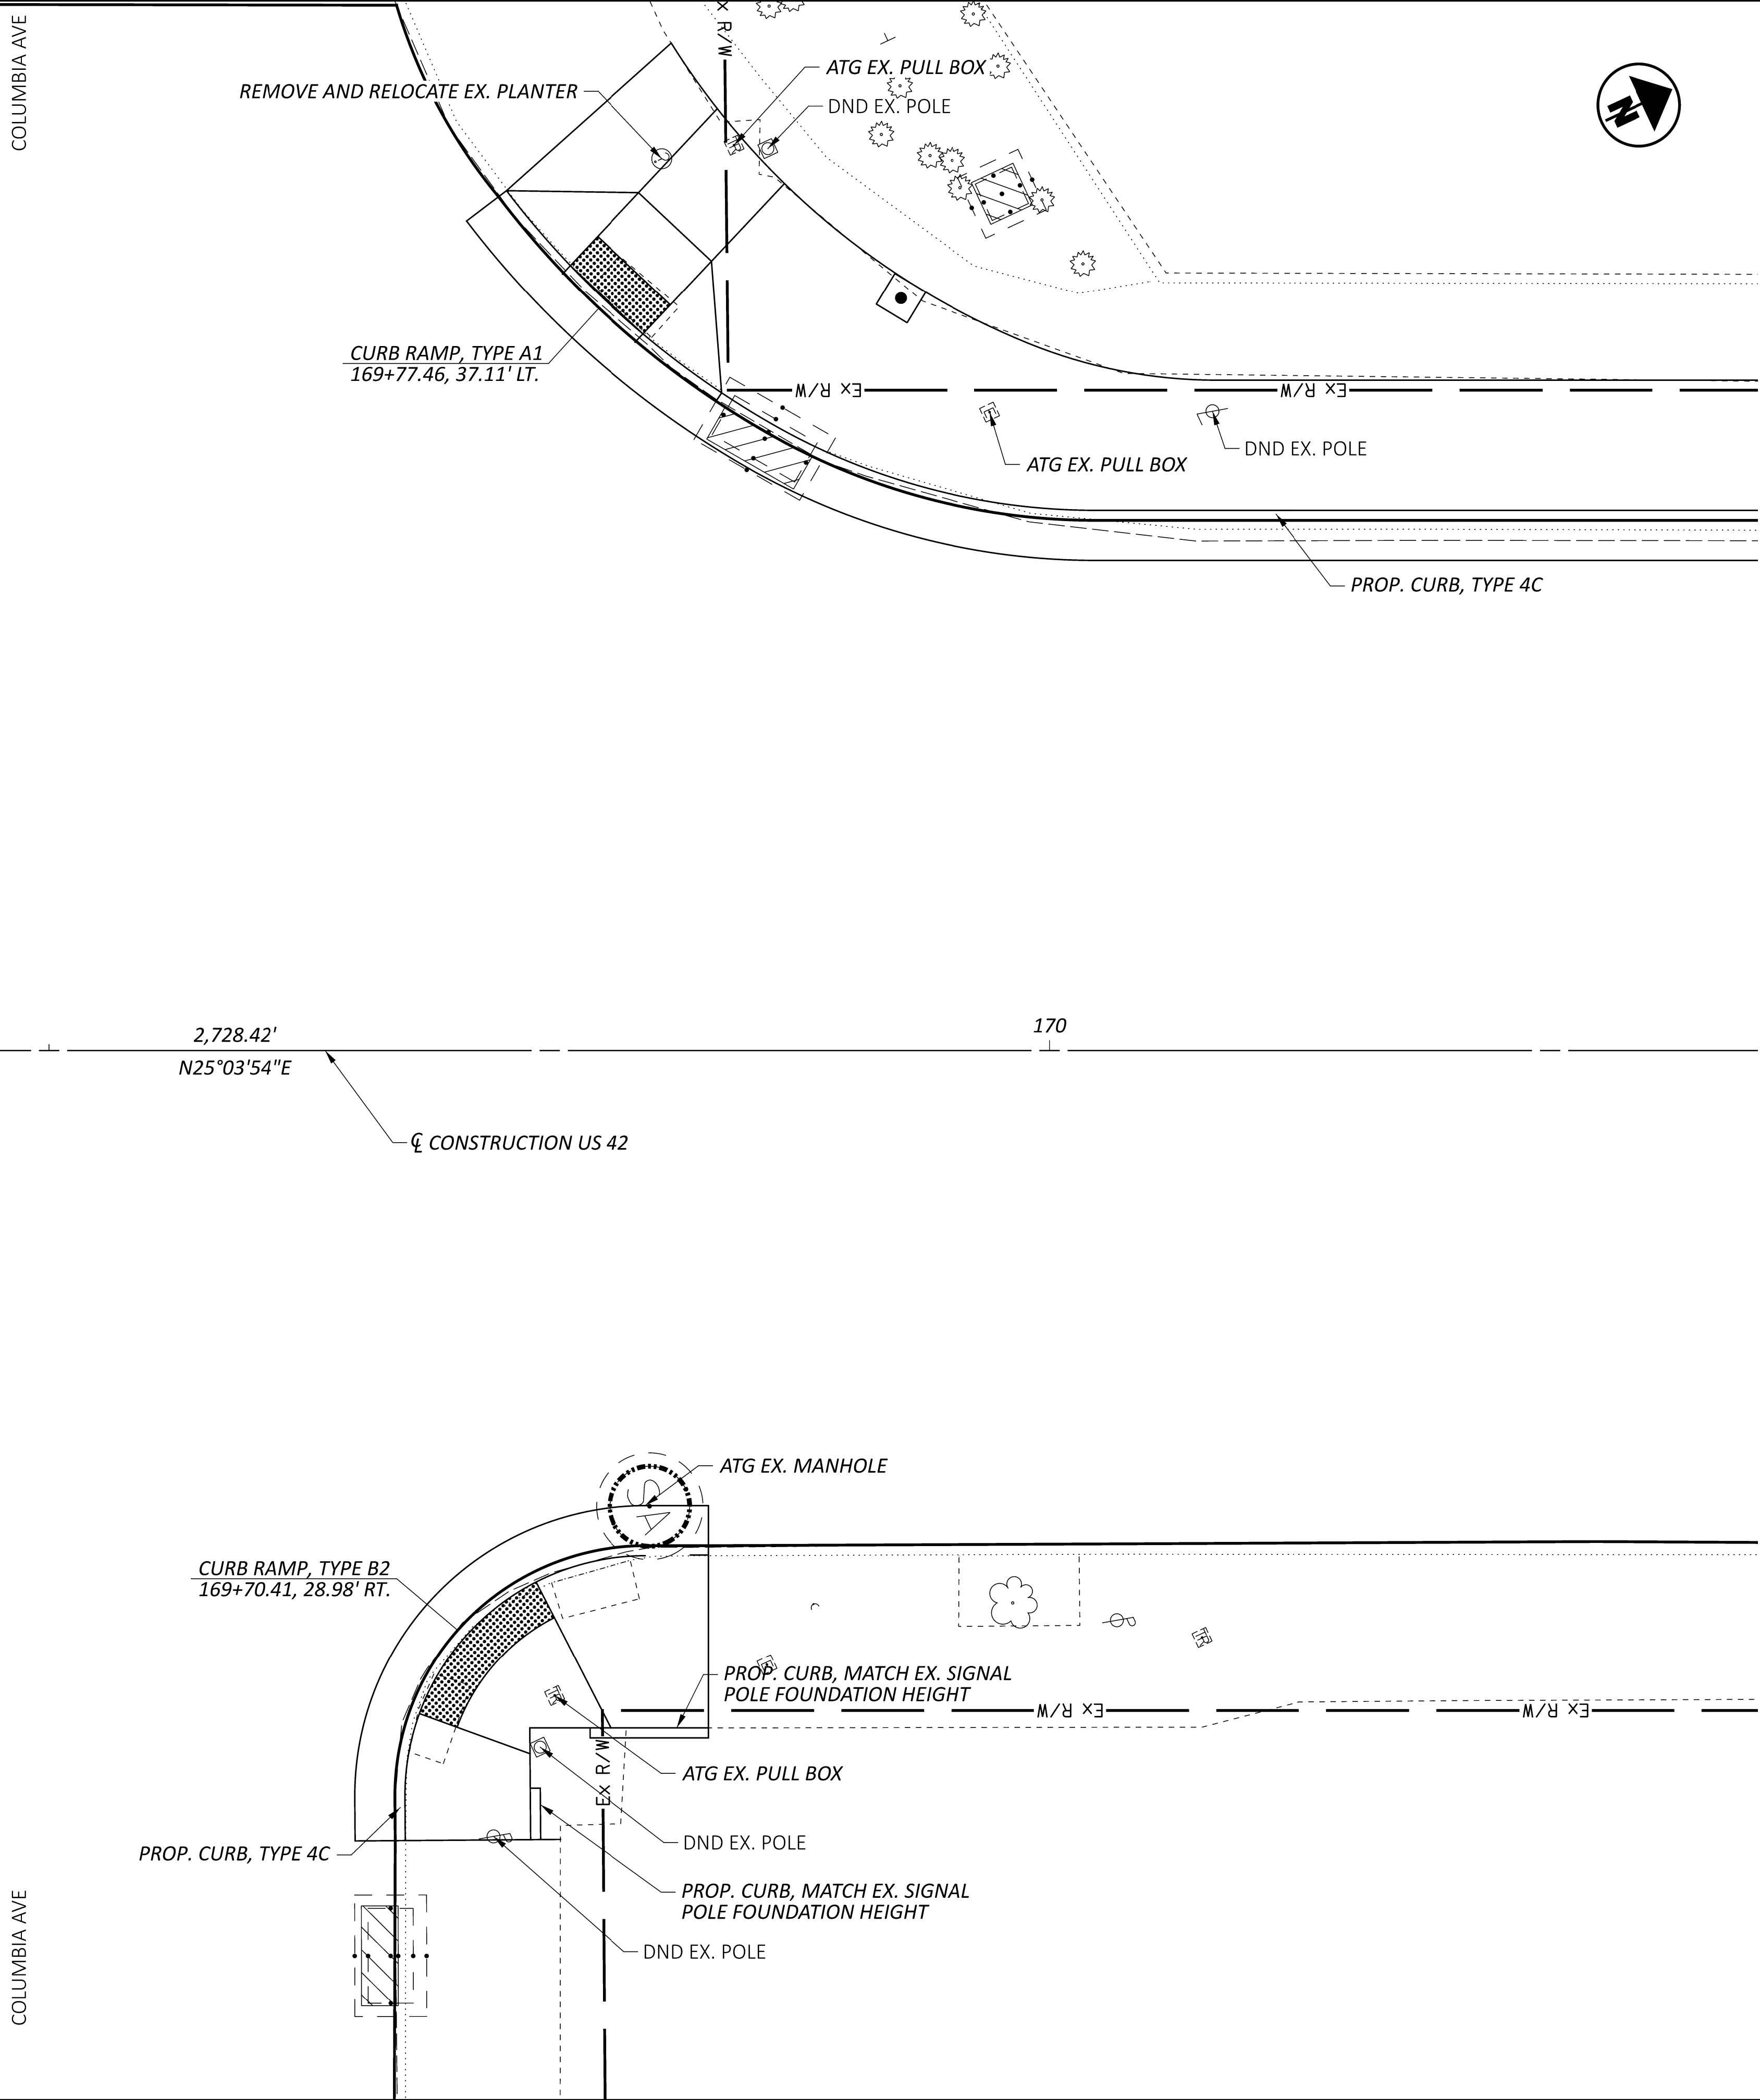 COLUMBIA AVE
EX R/W
ATG EX. PULL BOX
REMOVE AND RELOCATE EX. PLANTER
DND EX. POLE
N
CURB RAMP, TYPE A1
169+77.46, 37.11' LT.
EX R/W
EX R/W
DND EX. POLE
ATG EX. PULL BOX
PROP. CURB, TYPE 4C
2,728.42'
170
N25°03'54"E
℄ CONSTRUCTION US 42
ATG EX. MANHOLE
SA
CURB RAMP, TYPE B2
169+70.41, 28.98' RT.
TR
TR
PROP. CURB, MATCH EX. SIGNAL
POLE FOUNDATION HEIGHT
TR
EX R/W
EX R/W
EX R/W
ATG EX. PULL BOX
DND EX. POLE
PROP. CURB, TYPE 4C
PROP. CURB, MATCH EX. SIGNAL
POLE FOUNDATION HEIGHT
DND EX. POLE
COLUMBIA AVE